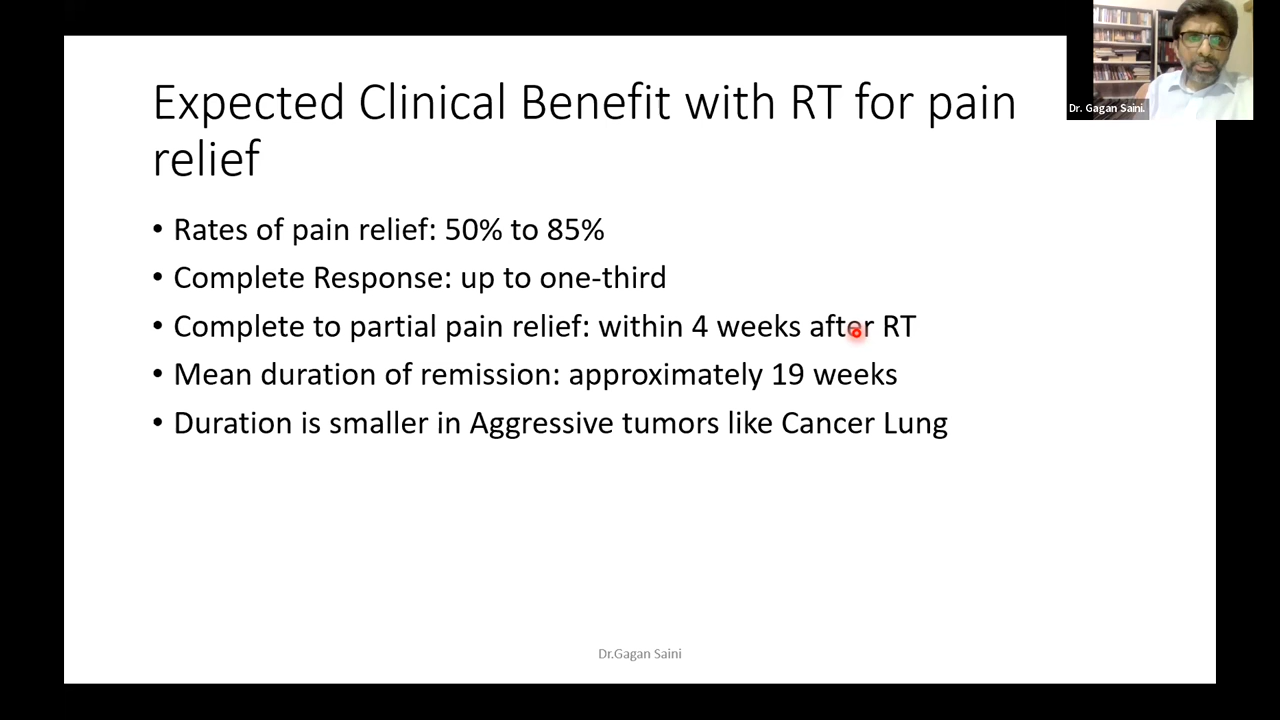 Expected Clinical Benefit with RT for pain
relief
• Rates of pain relief: 50% to 85%
• Complete Response: up to one-third
• Complete to partial pain relief: within 4 weeks after RT
• Mean duration of remission: approximately 19 weeks
• Duration is smaller in Aggressive tumors like Cancer Lung
Dr.Gagan Saini
Dr. Gagan Saini.